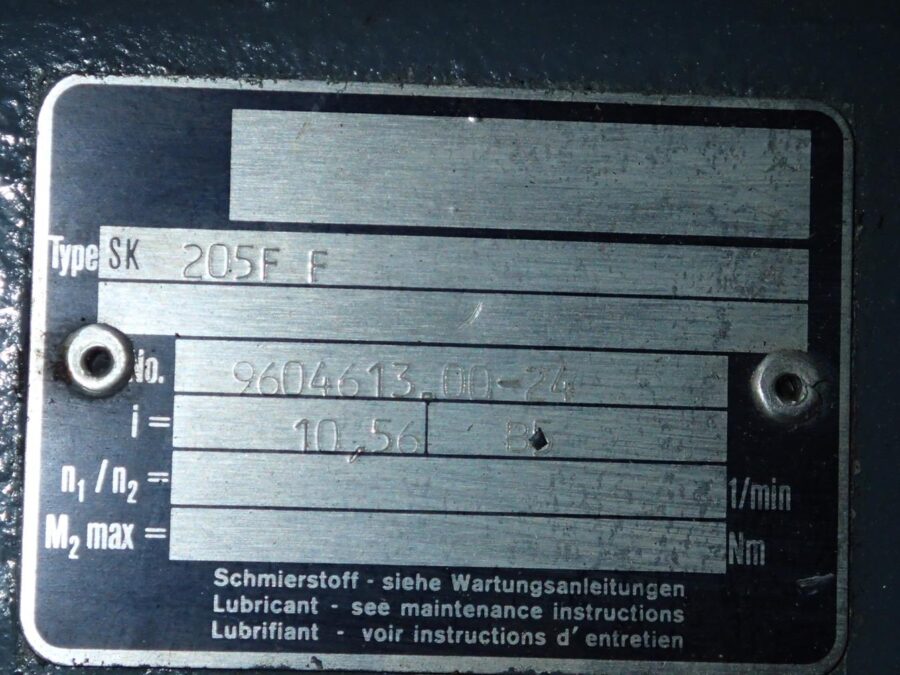 Type SK 205F F
No. 9604613.00-24
i = 10,56 B5
n₁ / n₂ = 1/min
M₂ max = Nm
Schmierstoff - siehe Wartungsanleitungen
Lubricant - see maintenance instructions
Lubrifiant - voir instructions d' entretien